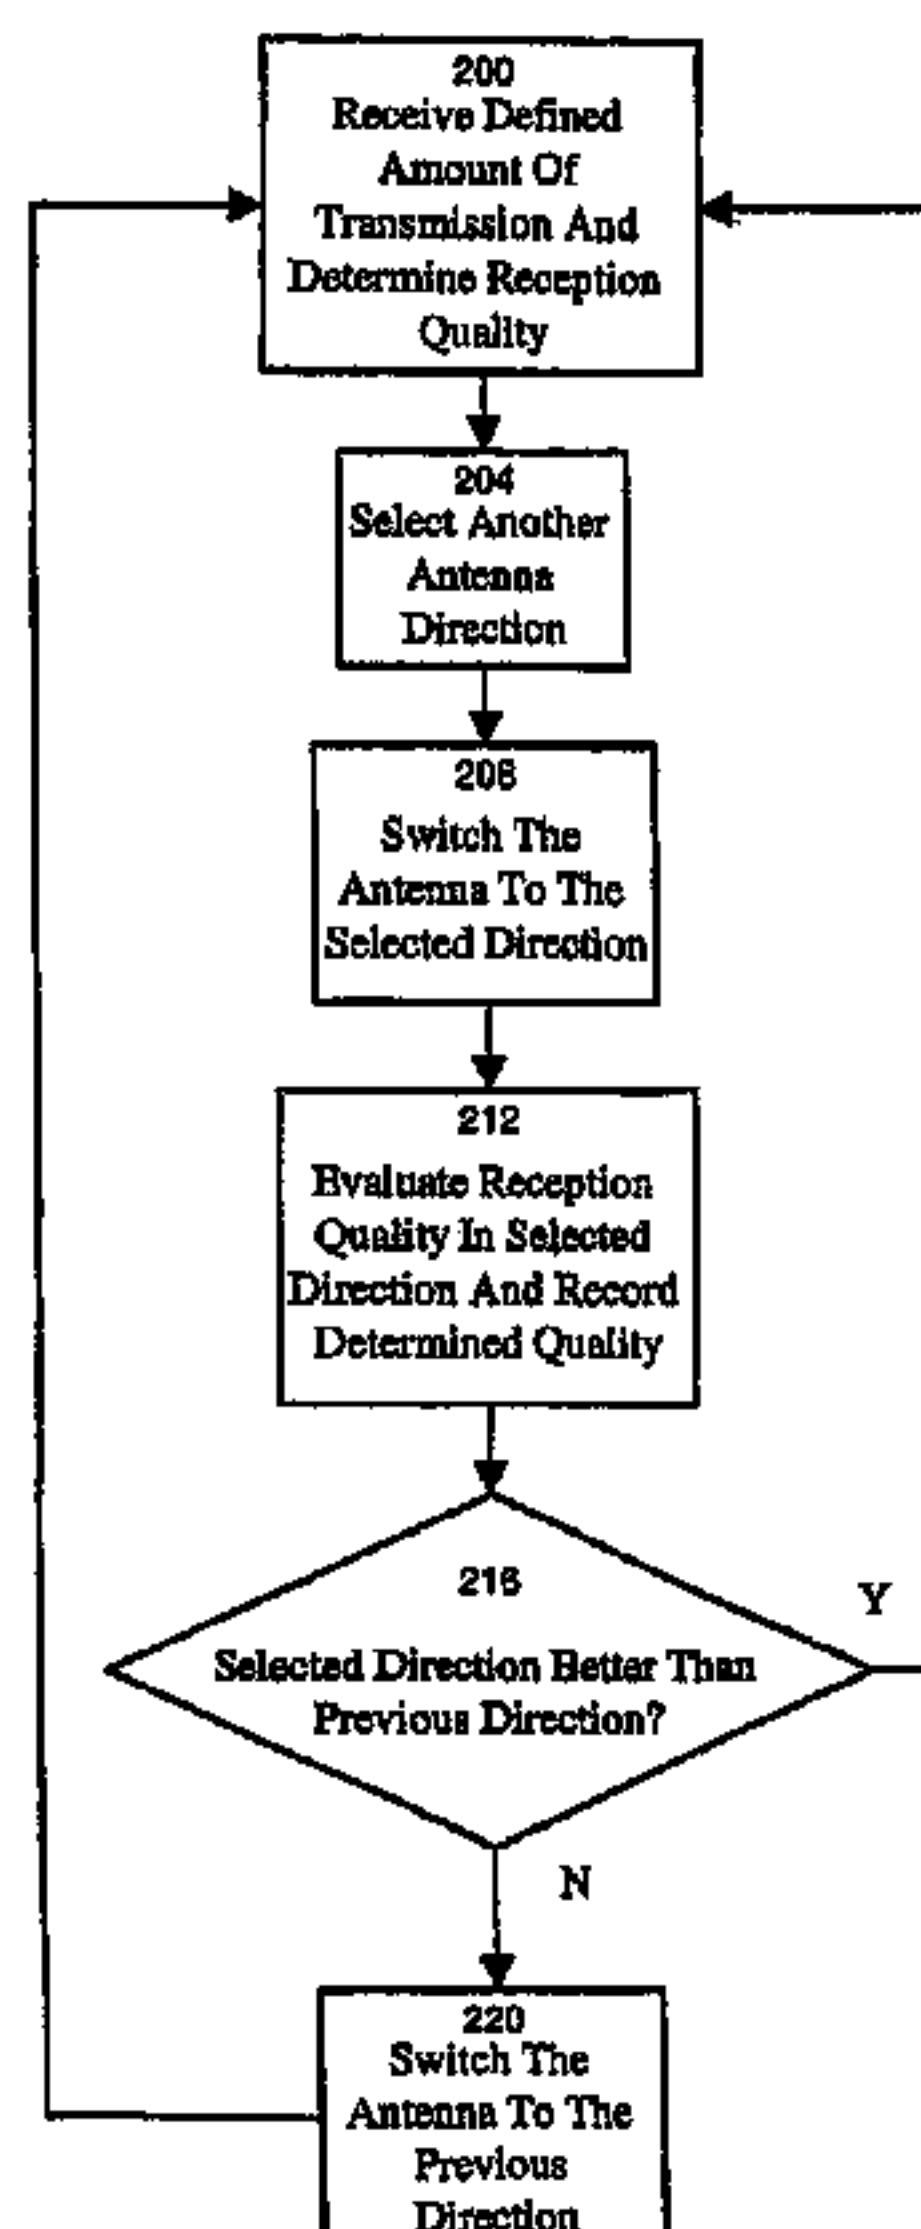 200
Receive Defined
Amount Of
Transmission And
Determine Reception
Quality
204
Select Another
Antenna
Direction
208
Switch The
Antenna To The
Selected Direction
212
Evaluate Reception
Quality In Selected
Direction And Record
Determined Quality
216
Y
Selected Direction Better Than
Previous Direction?
N
220
Switch The
Antenna To The
Previous
Direction